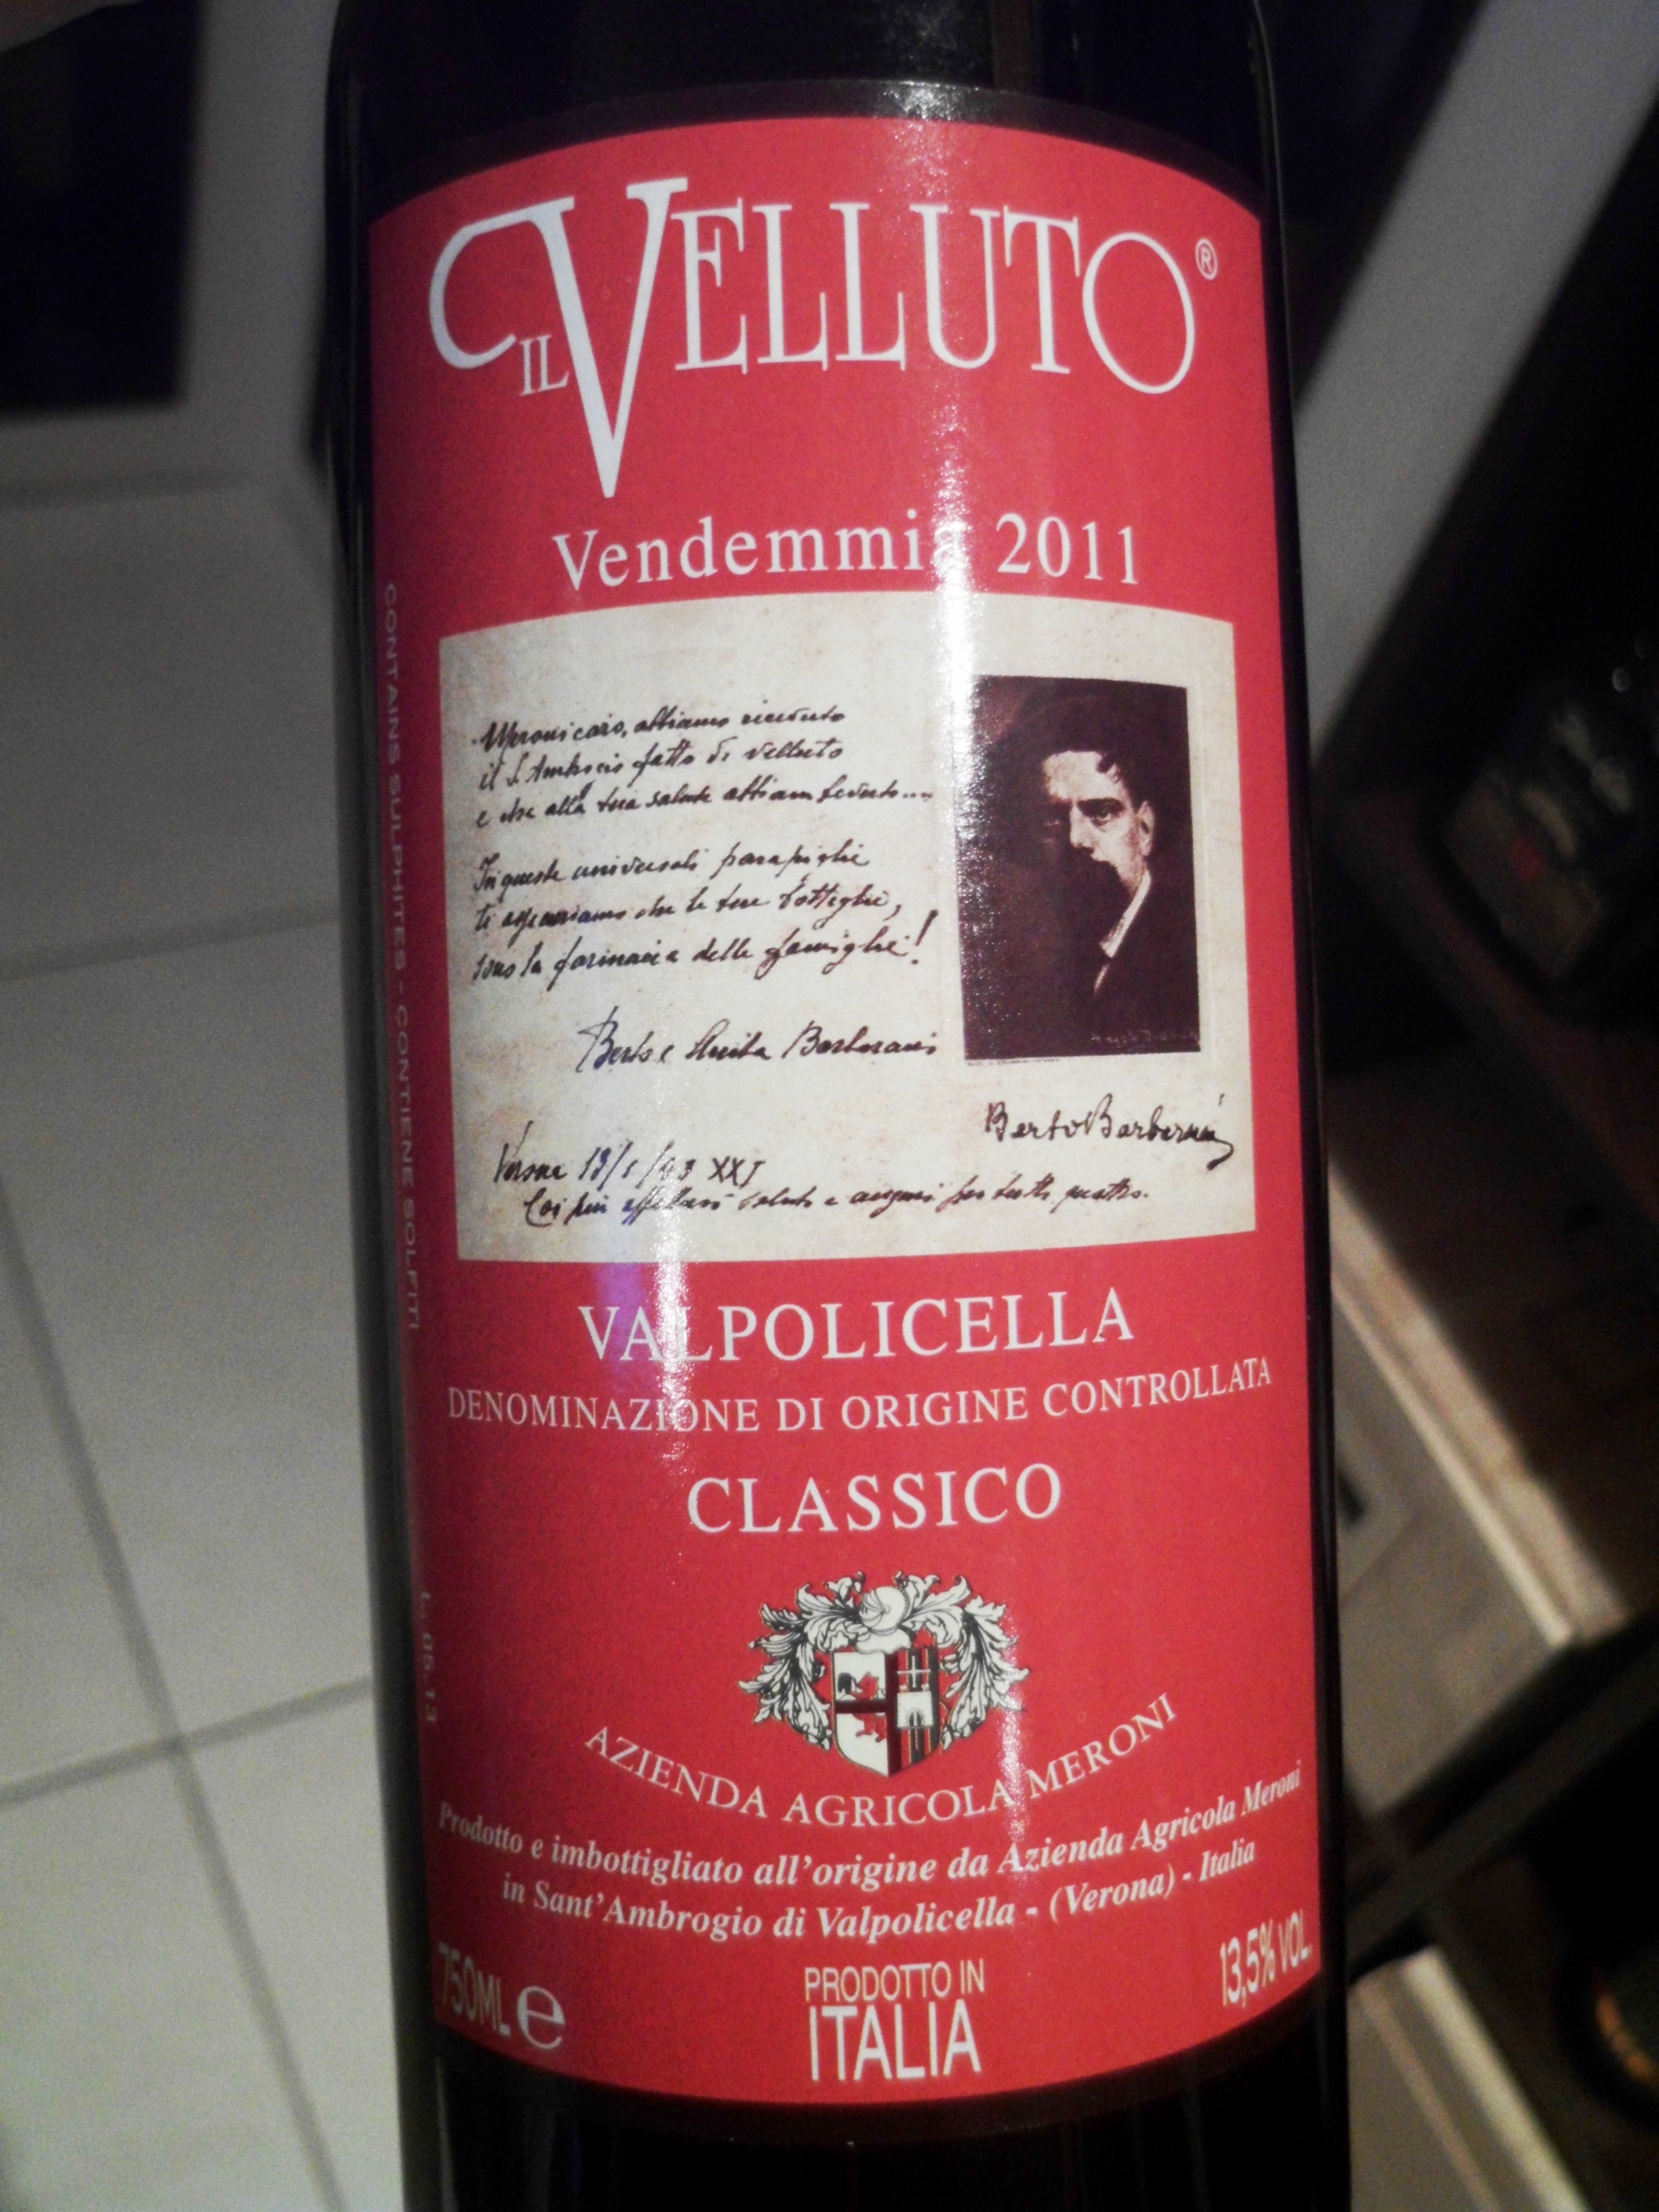 IL VELLUTO®
Vendemmia 2011
Meroni caro, abbiamo ricevuto
il S. Ambrogio fatto di velluto
e che alla tua salute abbiam bevuto...
In queste universali parapiglie
ti auguriamo che le tue bottiglie,
sono la farmacia delle famiglie!
Berto e Anita Barbarani
Berto Barbarani
Verona 13/1/43 XXI
Coi più affettuosi saluti e auguri per tutti quattro.
VALPOLICELLA
DENOMINAZIONE DI ORIGINE CONTROLLATA
CLASSICO
AZIENDA AGRICOLA MERONI
Prodotto e imbottigliato all'origine da Azienda Agricola Meroni
in Sant'Ambrogio di Valpolicella - (Verona) - Italia
750ML e
PRODOTTO IN
ITALIA
13,5% VOL.
CONTAINS SULPHITES - CONTIENE SOLFITI
L. 05.13